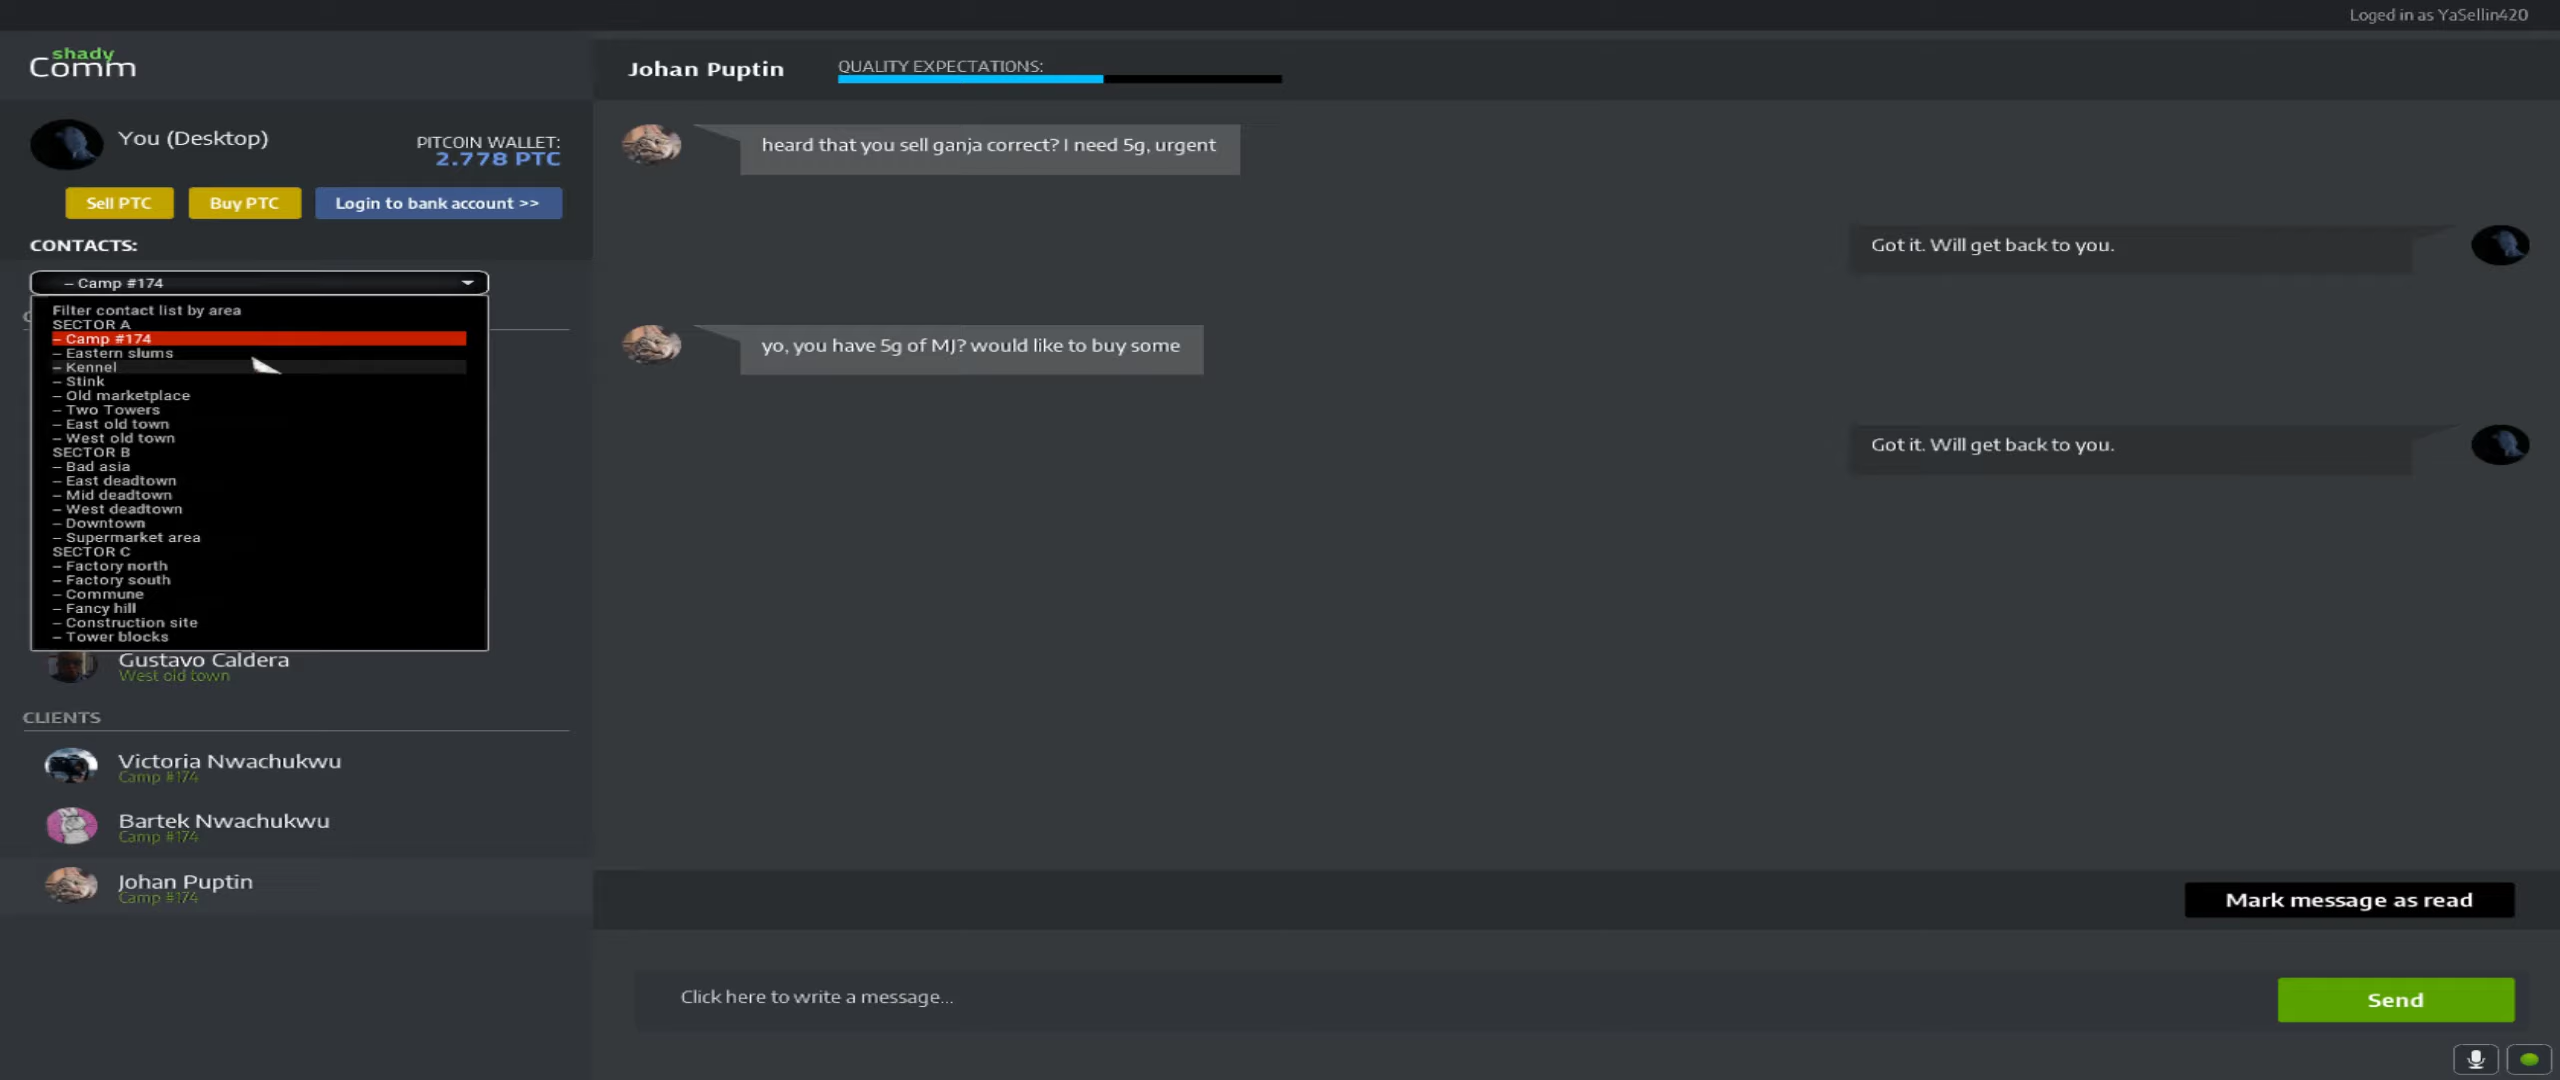 Loged in as YaSellin420
shady
Comm
You (Desktop)
PITCOIN WALLET:
2.778 PTC
Sell PTC
Buy PTC
Login to bank account >>
CONTACTS:
– Camp #174
Filter contact list by area
SECTOR A
– Camp #174
– Eastern slums
– Kennel
– Stink
– Old marketplace
– Two Towers
– East old town
– West old town
SECTOR B
– Bad asia
– East deadtown
– Mid deadtown
– West deadtown
– Downtown
– Supermarket area
SECTOR C
– Factory north
– Factory south
– Commune
– Fancy hill
– Construction site
– Tower blocks
Gustavo Caldera
West old town
CLIENTS
Victoria Nwachukwu
Camp #174
Bartek Nwachukwu
Camp #174
Johan Puptin
Camp #174
Johan Puptin
QUALITY EXPECTATIONS:
heard that you sell ganja correct? I need 5g, urgent
Got it. Will get back to you.
yo, you have 5g of MJ? would like to buy some
Got it. Will get back to you.
Mark message as read
Click here to write a message...
Send